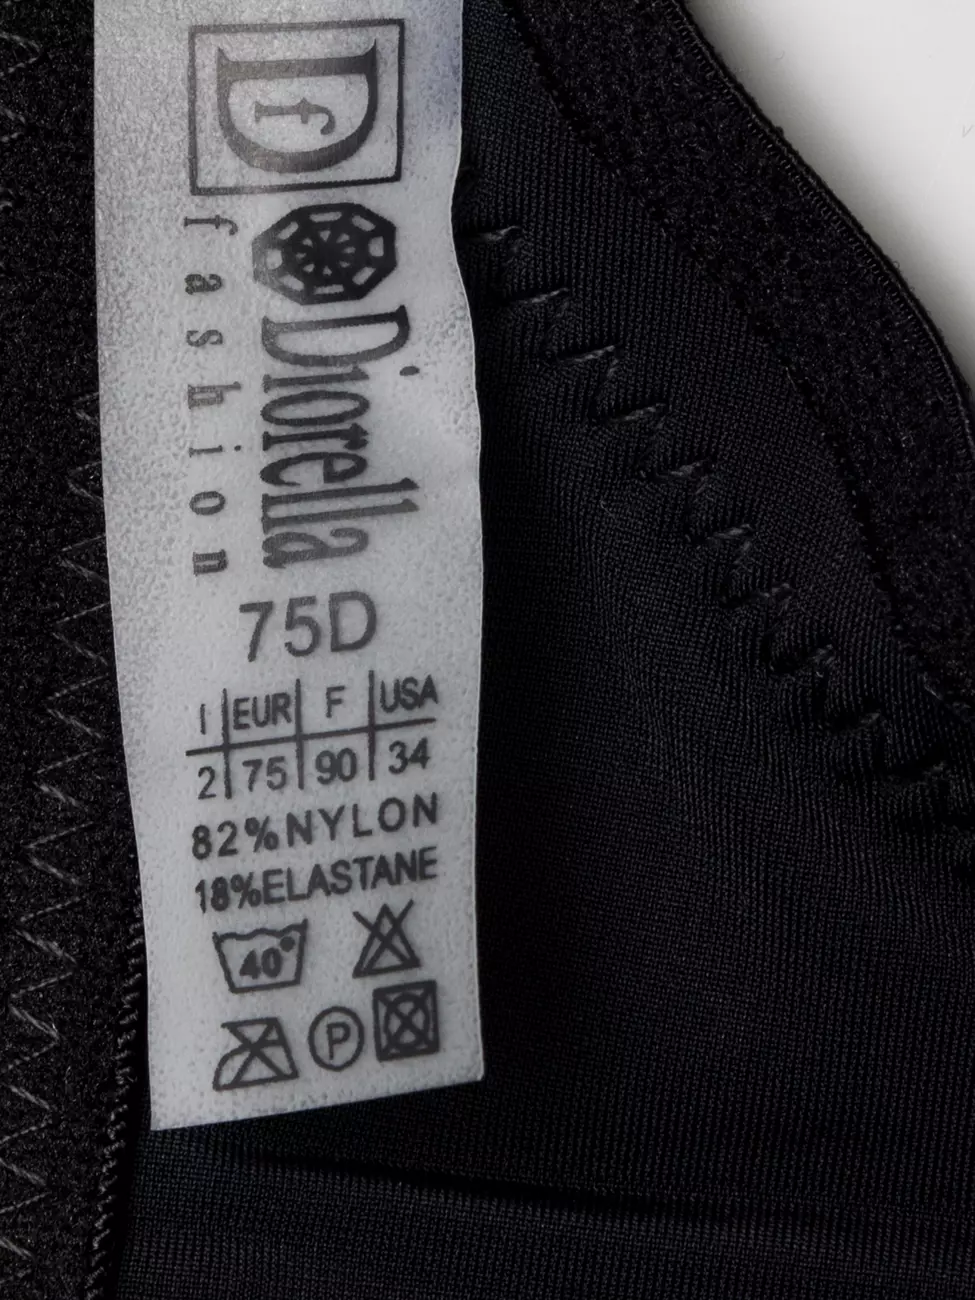 Df
Diorella
fashion
75D
I EUR F USA
2 75 90 34
82% NYLON
18% ELASTANE
40°
P